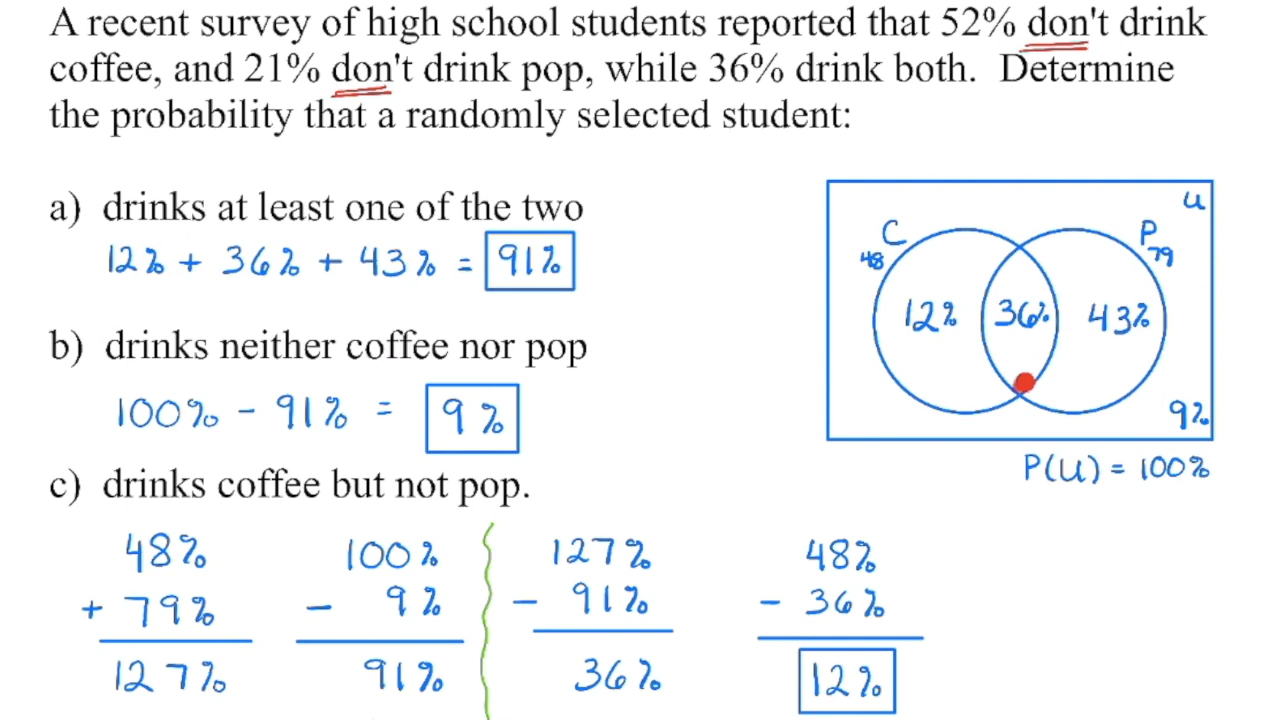 A recent survey of high school students reported that 52% don't drink
coffee, and 21% don't drink pop, while 36% drink both. Determine
the probability that a randomly selected student:
a) drinks at least one of the two
12% + 36% + 43% = 91%
b) drinks neither coffee nor pop
100% - 91% = 9%
c) drinks coffee but not pop.
48%
+ 79%
127%
100%
- 9%
91%
127%
- 91%
36%
48%
- 36%
12%
U
C
48
P
79
12% 36% 43%
9%
P(U) = 100%